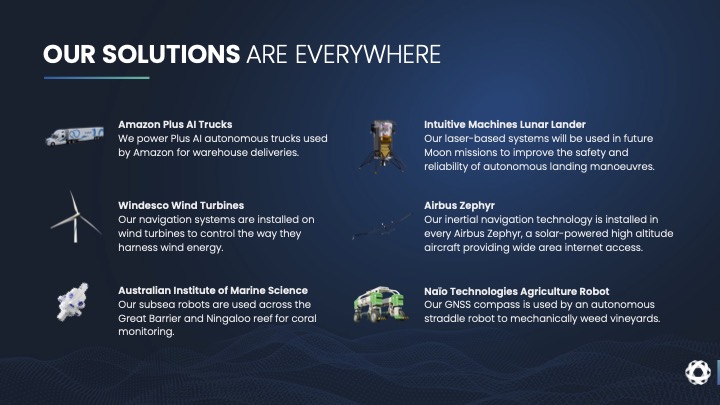 OUR SOLUTIONS ARE EVERYWHERE
Amazon Plus AI Trucks
We power Plus AI autonomous trucks used
by Amazon for warehouse deliveries.
Windesco Wind Turbines
Our navigation systems are installed on
wind turbines to control the way they
harness wind energy.
Australian Institute of Marine Science
Our subsea robots are used across the
Great Barrier and Ningaloo reef for coral
monitoring.
Intuitive Machines Lunar Lander
Our laser-based systems will be used in future
Moon missions to improve the safety and
reliability of autonomous landing manoeuvres.
Airbus Zephyr
Our inertial navigation technology is installed in
every Airbus Zephyr, a solar-powered high altitude
aircraft providing wide area internet access.
Naïo Technologies Agriculture Robot
Our GNSS compass is used by an autonomous
straddle robot to mechanically weed vineyards.